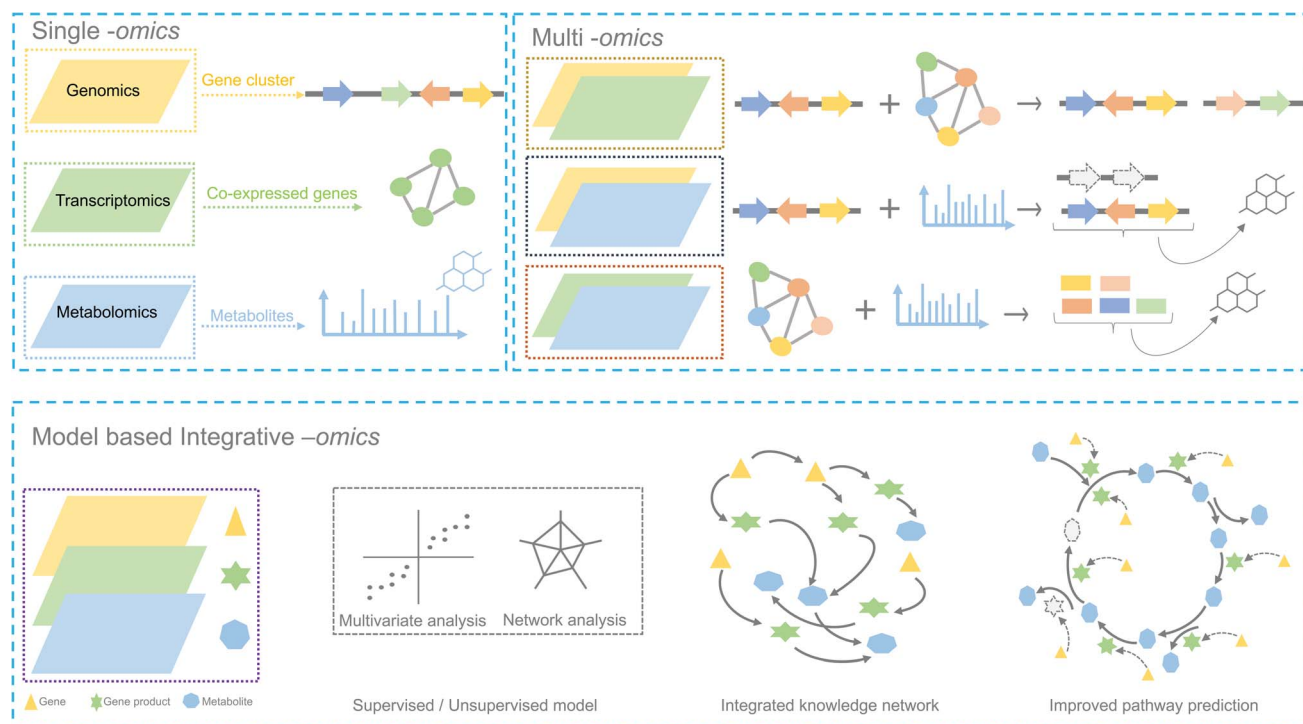 Single -omics
Genomics
Gene cluster
Transcriptomics
Co-expressed genes
Metabolomics
Metabolites
Multi -omics
Model based Integrative –omics
Multivariate analysis
Network analysis
Gene
Gene product
Metabolite
Supervised / Unsupervised model
Integrated knowledge network
Improved pathway prediction